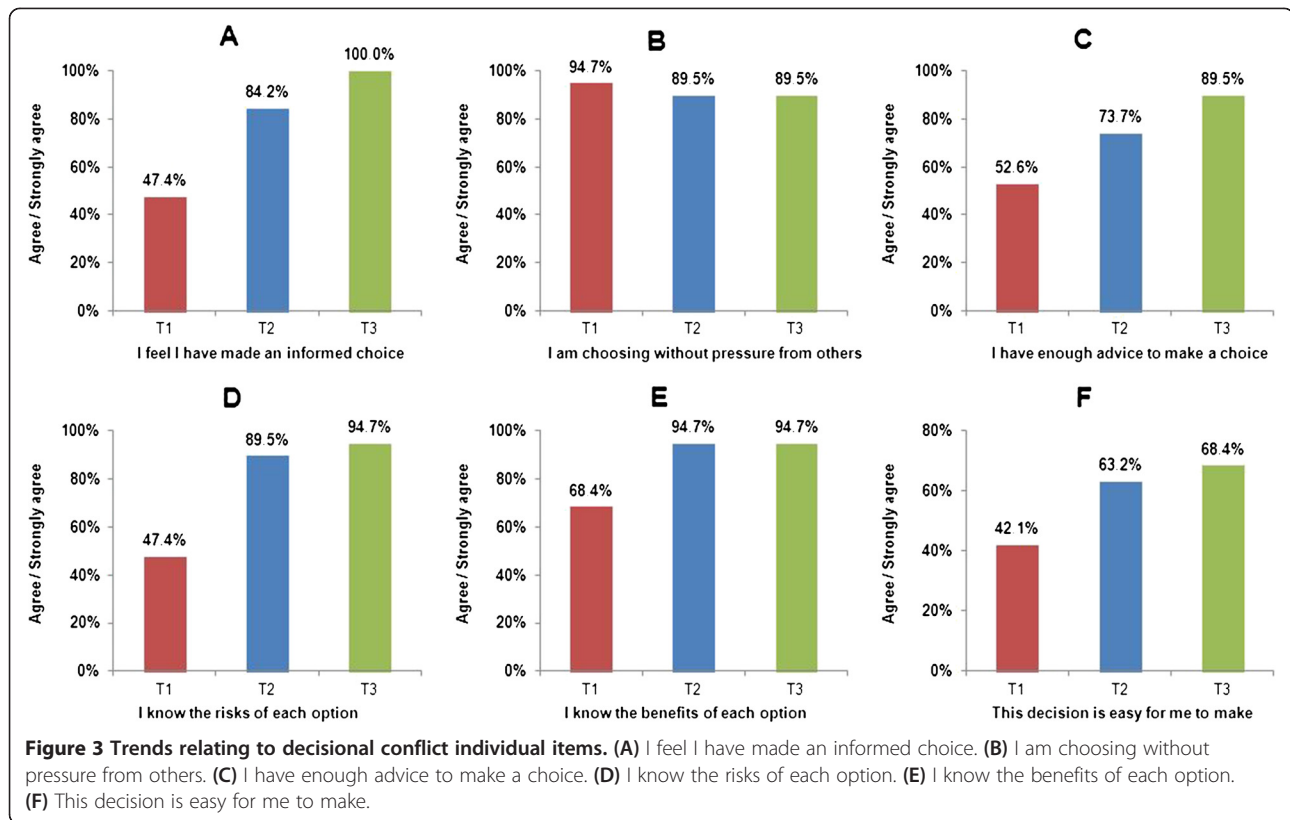 A
Agree / Strongly agree
100%
80%
60%
40%
20%
0%
47.4%
84.2%
100.0%
T1 T2 T3
I feel I have made an informed choice
B
Agree / Strongly agree
100%
80%
60%
40%
20%
0%
94.7%
89.5%
89.5%
T1 T2 T3
I am choosing without pressure from others
C
Agree / Strongly agree
100%
80%
60%
40%
20%
0%
52.6%
73.7%
89.5%
T1 T2 T3
I have enough advice to make a choice
D
Agree / Strongly agree
100%
80%
60%
40%
20%
0%
47.4%
89.5%
94.7%
T1 T2 T3
I know the risks of each option
E
Agree / Strongly agree
100%
80%
60%
40%
20%
0%
68.4%
94.7%
94.7%
T1 T2 T3
I know the benefits of each option
F
Agree / Strongly agree
80%
60%
40%
20%
0%
42.1%
63.2%
68.4%
T1 T2 T3
This decision is easy for me to make
Figure 3 Trends relating to decisional conflict individual items. (A) I feel I have made an informed choice. (B) I am choosing without
pressure from others. (C) I have enough advice to make a choice. (D) I know the risks of each option. (E) I know the benefits of each option.
(F) This decision is easy for me to make.